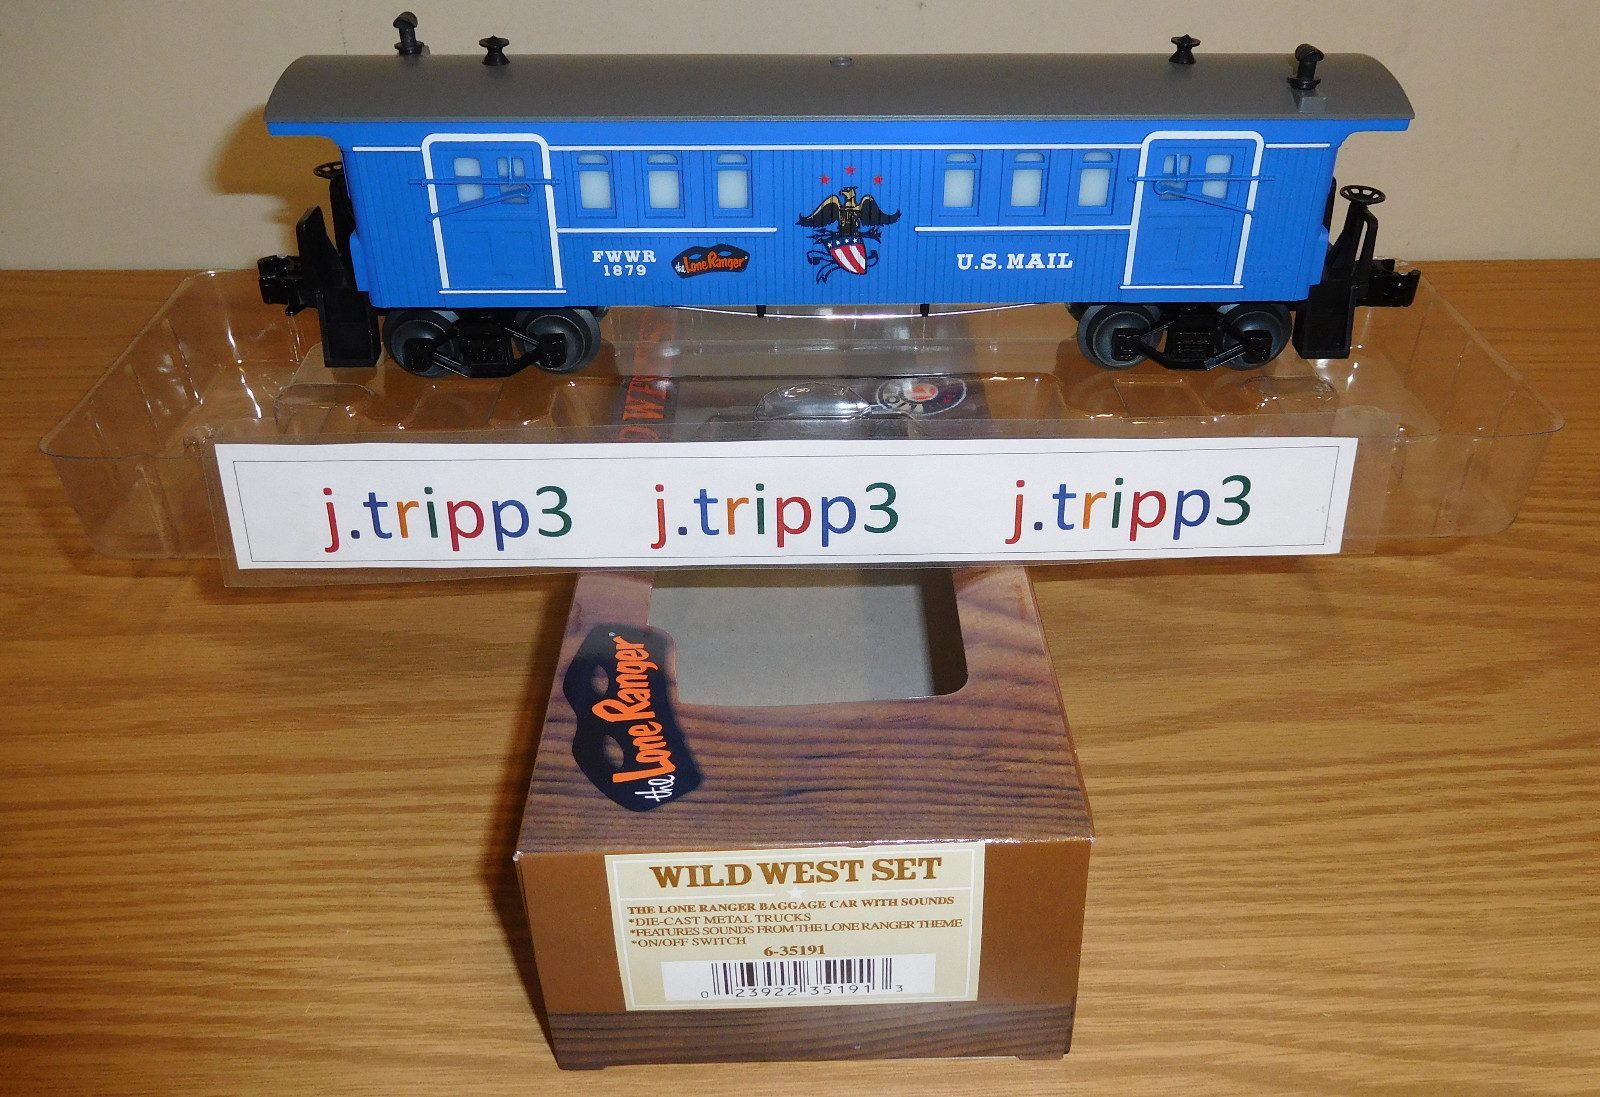 FWWR
1879
the Lone Ranger
U.S. MAIL
j.tripp3 j.tripp3 j.tripp3
the Lone Ranger®
WILD WEST SET
THE LONE RANGER BAGGAGE CAR WITH SOUNDS
*DIE-CAST METAL TRUCKS
*FEATURES SOUNDS FROM THE LONE RANGER THEME
*ON/OFF SWITCH
6-35191
0 23922 35191 3